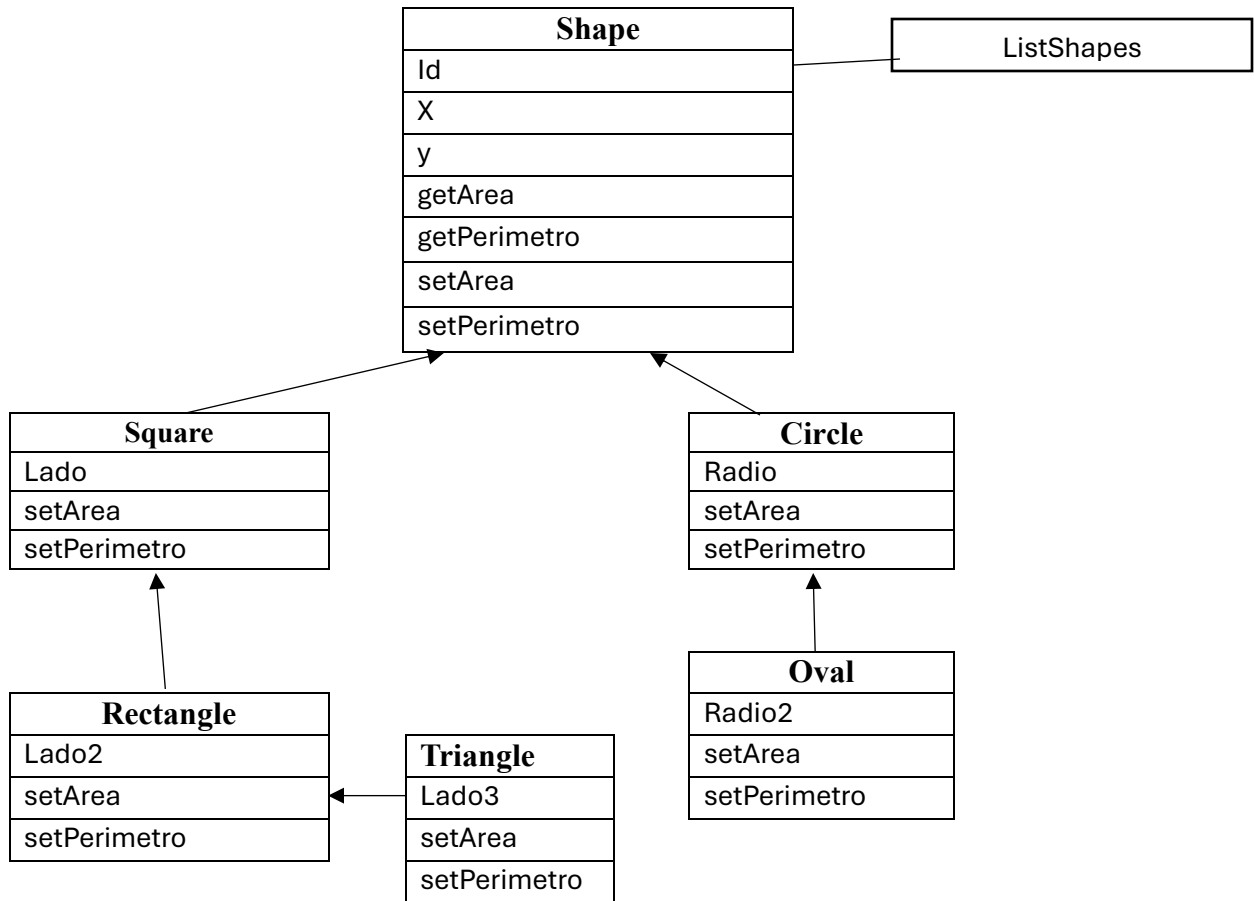 Shape
Id
X
y
getArea
getPerimetro
setArea
setPerimetro
ListShapes
Square
Lado
setArea
setPerimetro
Circle
Radio
setArea
setPerimetro
Rectangle
Lado2
setArea
setPerimetro
Triangle
Lado3
setArea
setPerimetro
Oval
Radio2
setArea
setPerimetro